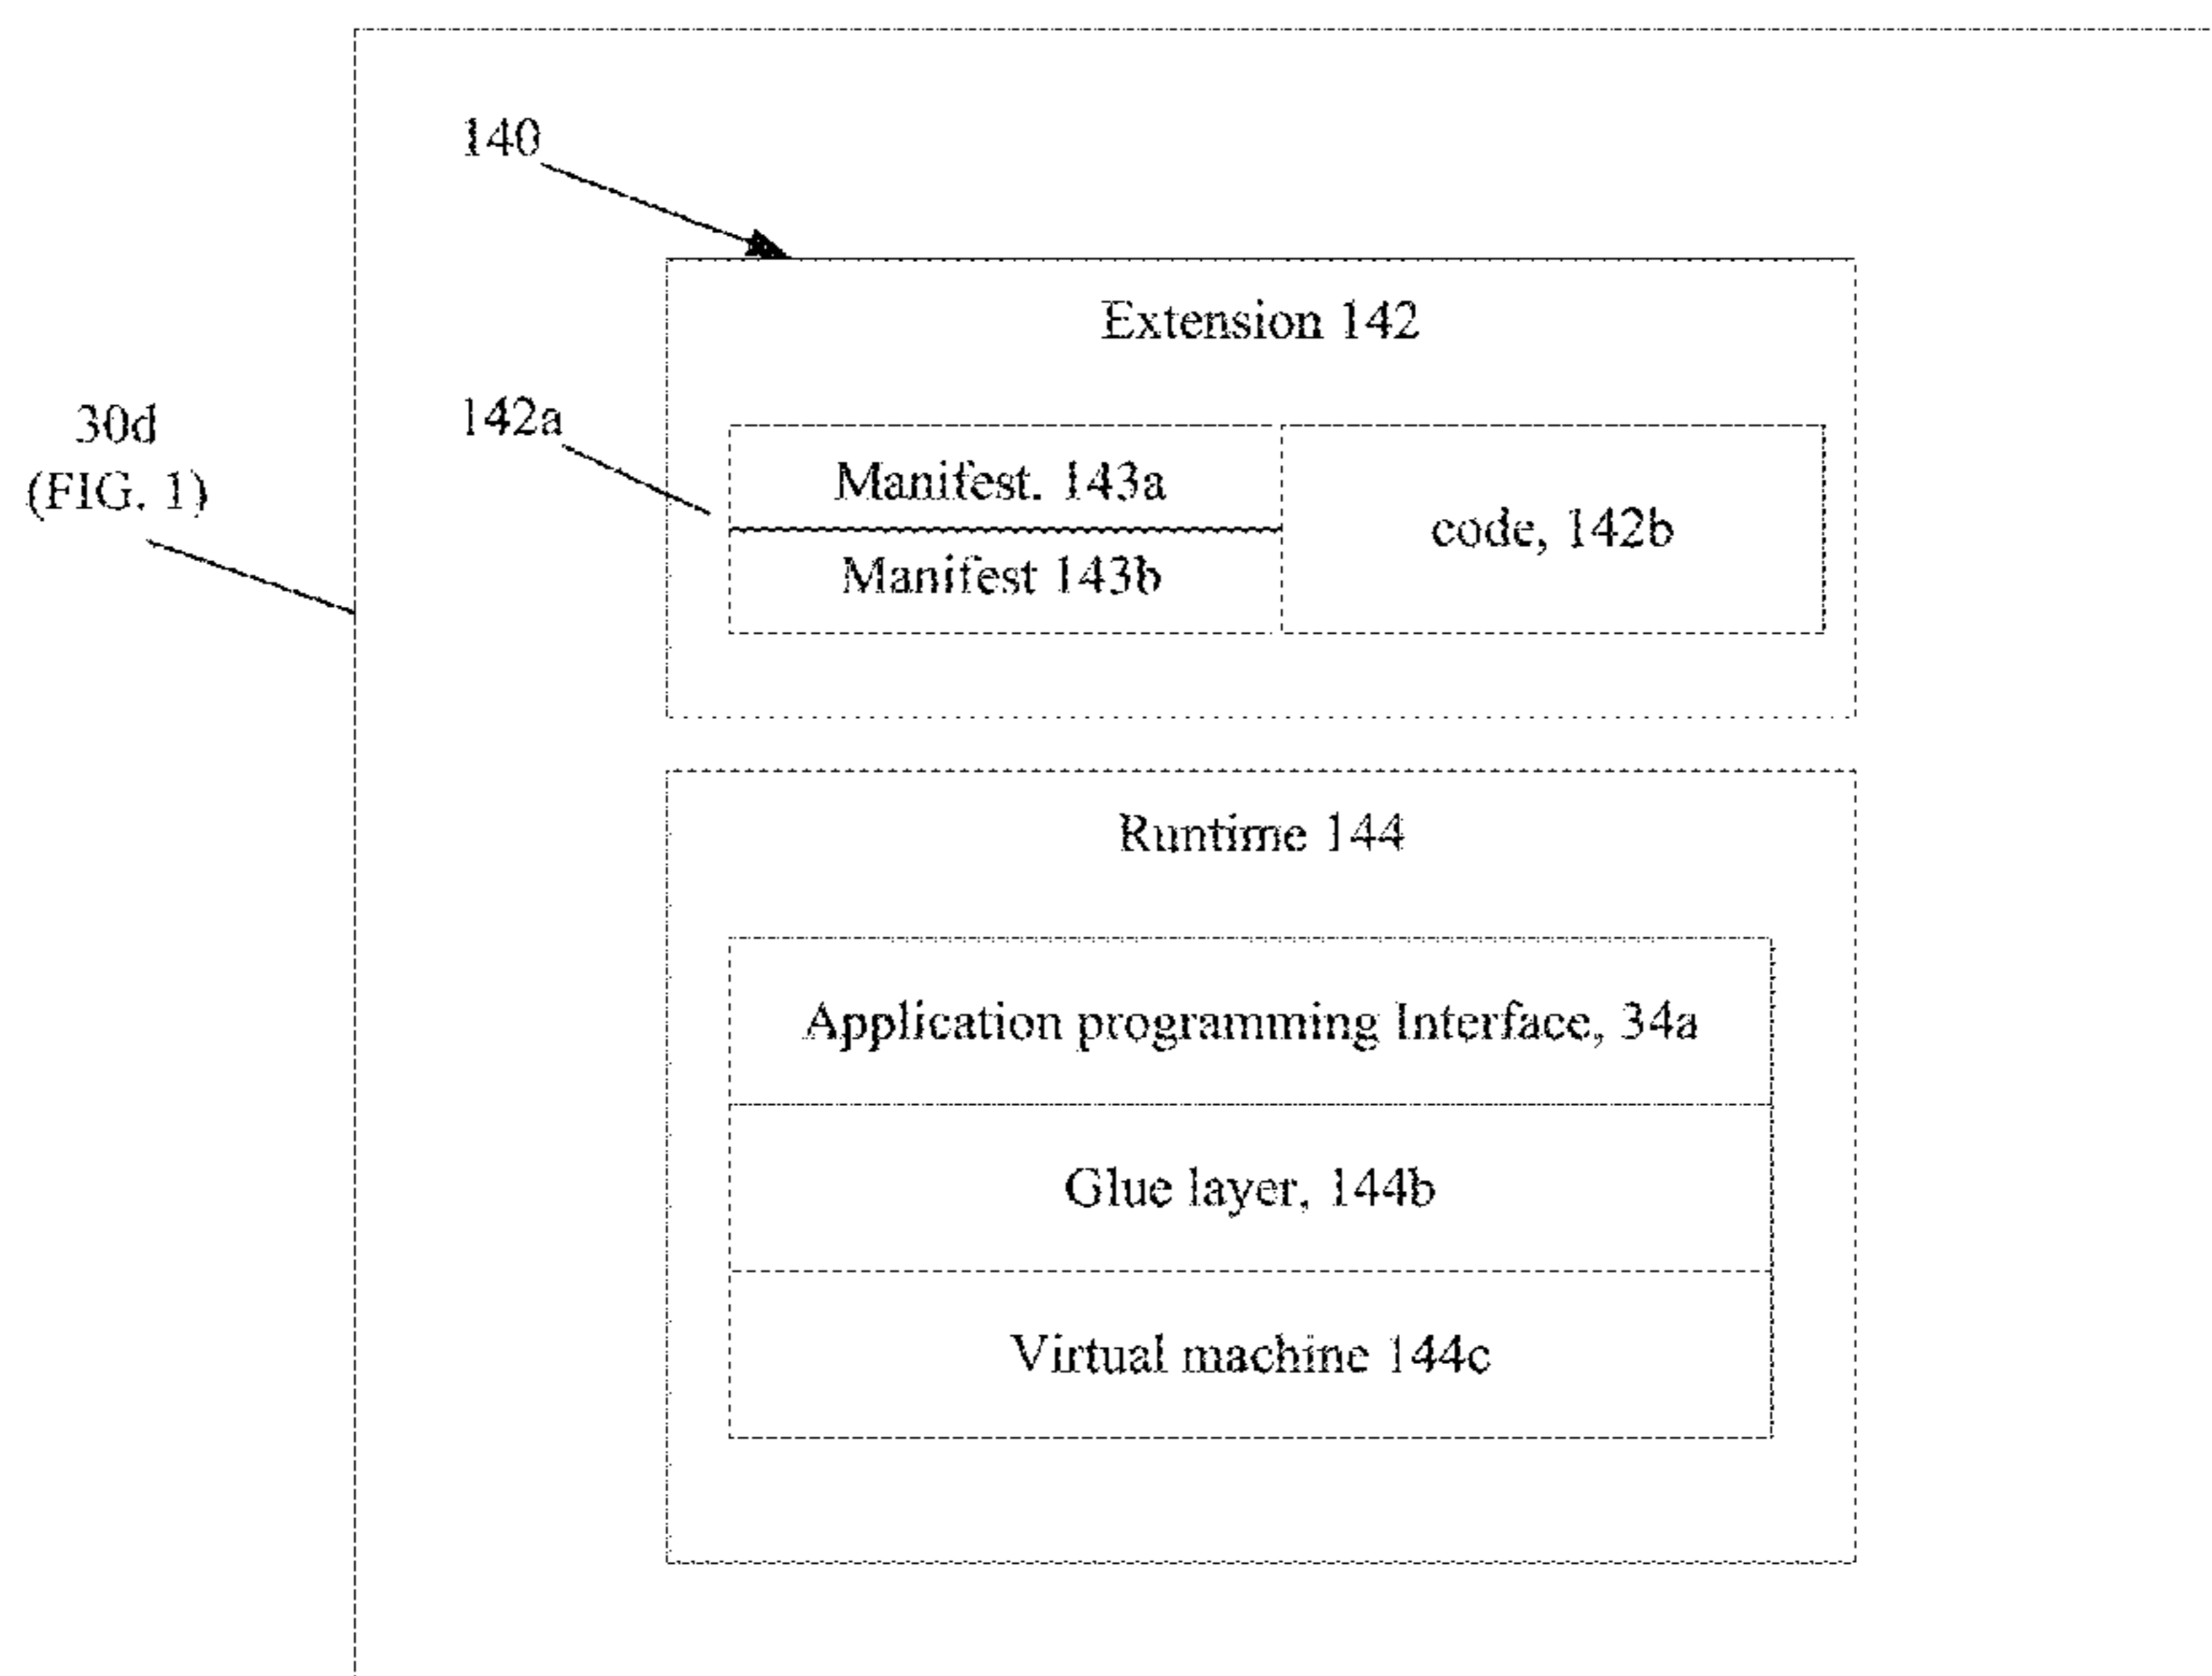 140
Extension 142
30d
(FIG. 1)
142a
Manifest. 143a
Manifest 143b
code, 142b
Runtime 144
Application programming Interface, 34a
Glue layer, 144b
Virtual machine 144c